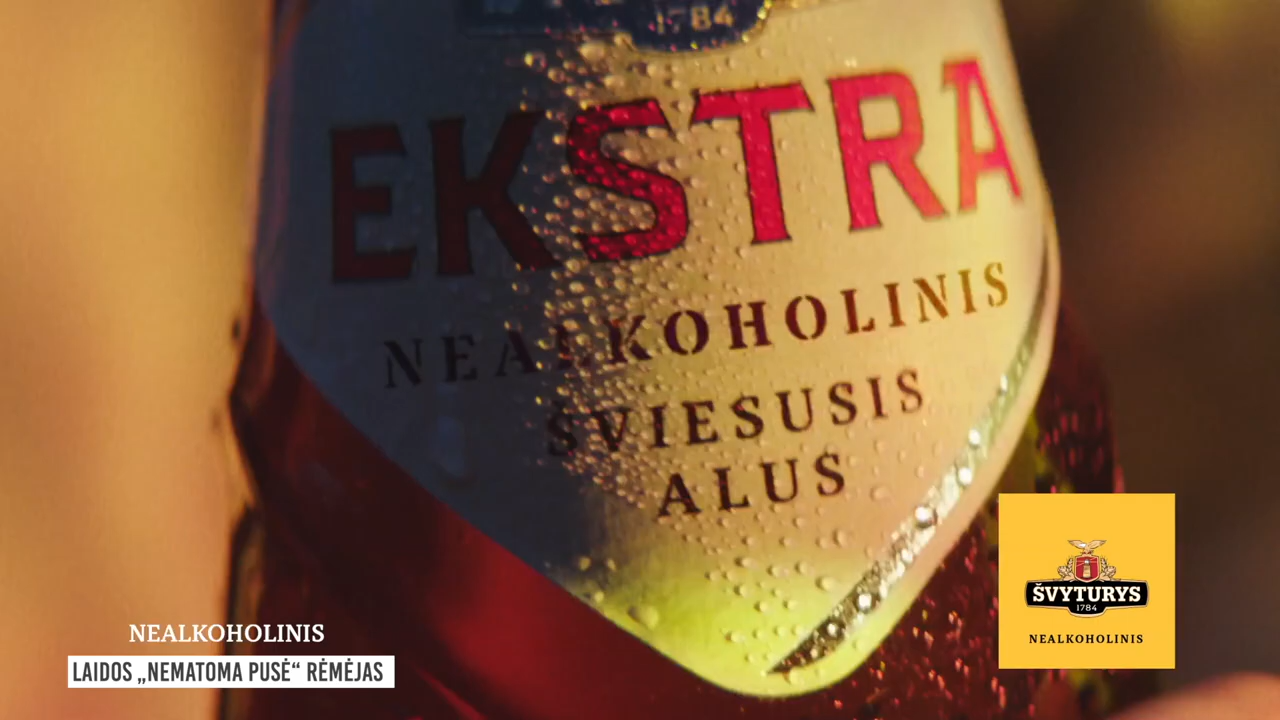 1784
EKSTRA
NEALKOHOLINIS
ŠVIESUSIS
ALUS
ŠVYTURYS
1784
NEALKOHOLINIS
NEALKOHOLINIS
LAIDOS „NEMATOMA PUSĖ“ RĖMĖJAS